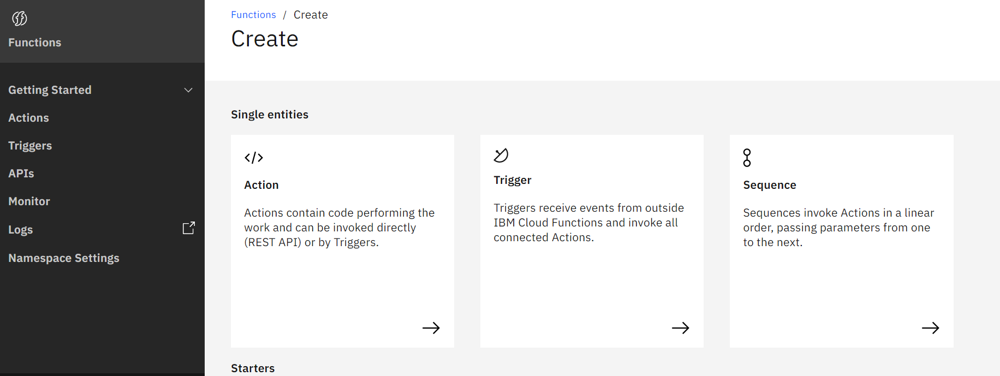 Functions
Getting Started
Actions
Triggers
APIs
Monitor
Logs
Namespace Settings
Functions / Create
Create
Single entities
Action
Actions contain code performing the
work and can be invoked directly
(REST API) or by Triggers.
Trigger
Triggers receive events from outside
IBM Cloud Functions and invoke all
connected Actions.
Sequence
Sequences invoke Actions in a linear
order, passing parameters from one
to the next.
Starters